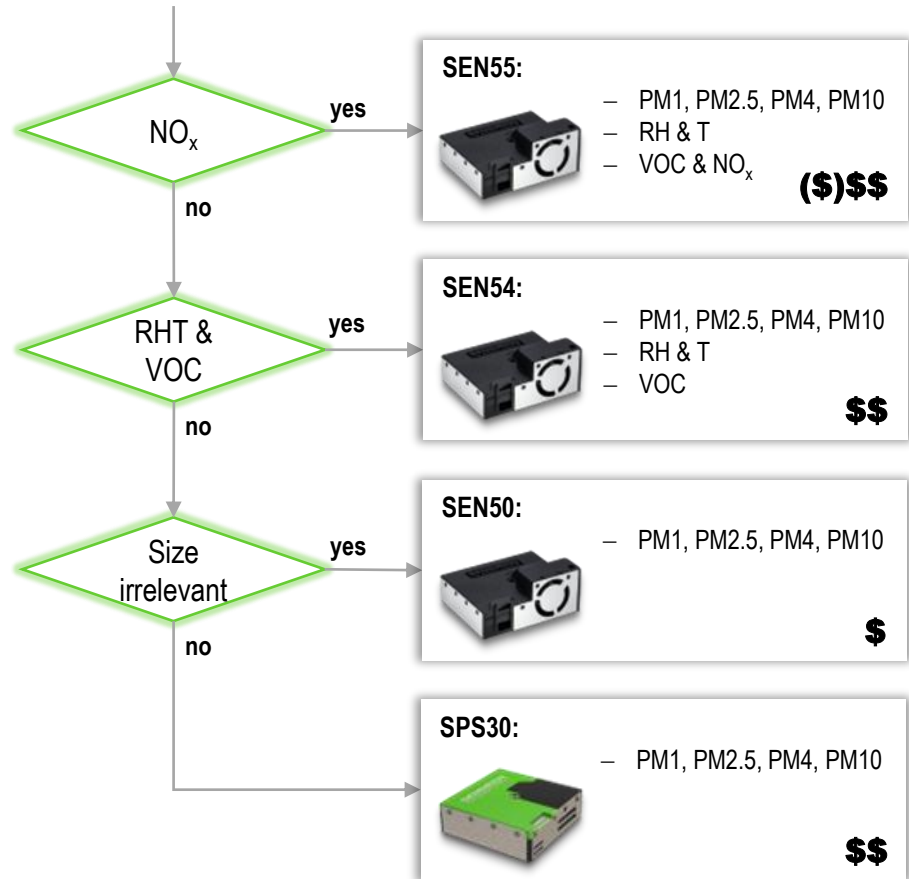 NOₓ
yes
no
SEN55:
– PM1, PM2.5, PM4, PM10
– RH & T
– VOC & NOₓ
($)$$
RHT &
VOC
yes
no
SEN54:
– PM1, PM2.5, PM4, PM10
– RH & T
– VOC
$$
Size
irrelevant
yes
no
SEN50:
– PM1, PM2.5, PM4, PM10
$
SPS30:
– PM1, PM2.5, PM4, PM10
$$